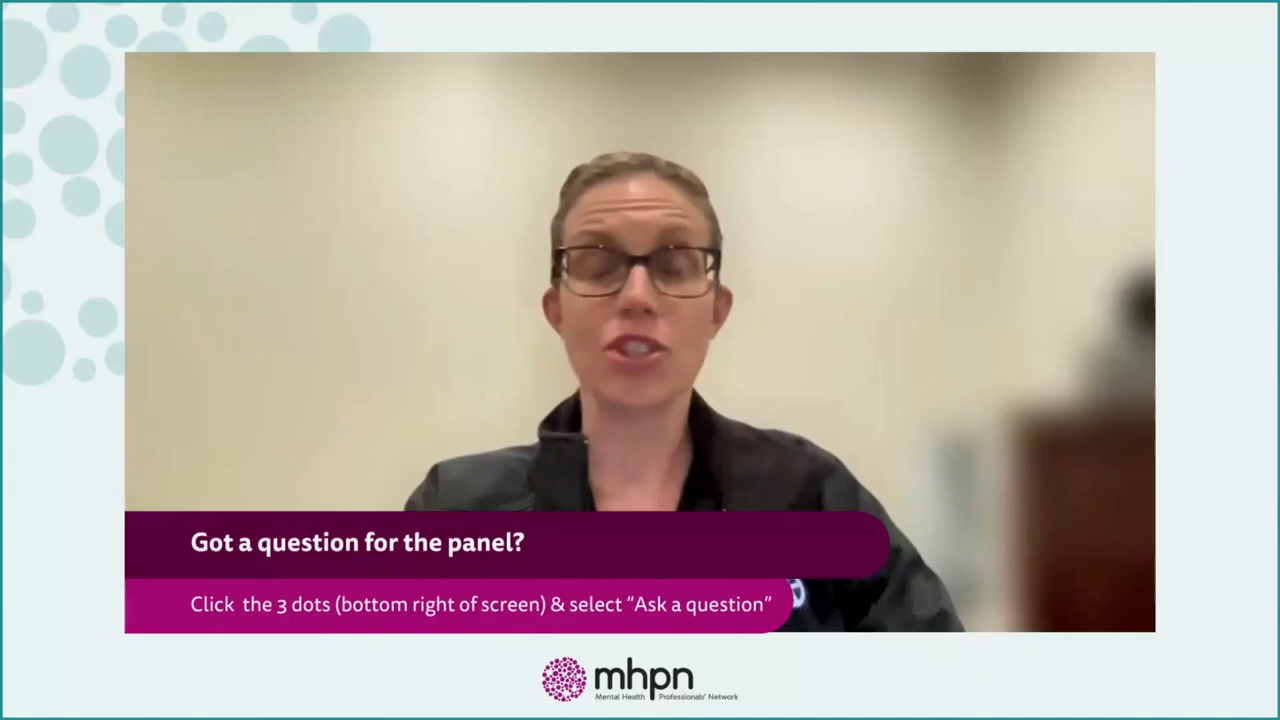 Got a question for the panel?
Click the 3 dots (bottom right of screen) & select “Ask a question”
mhpn
Mental Health Professionals' Network